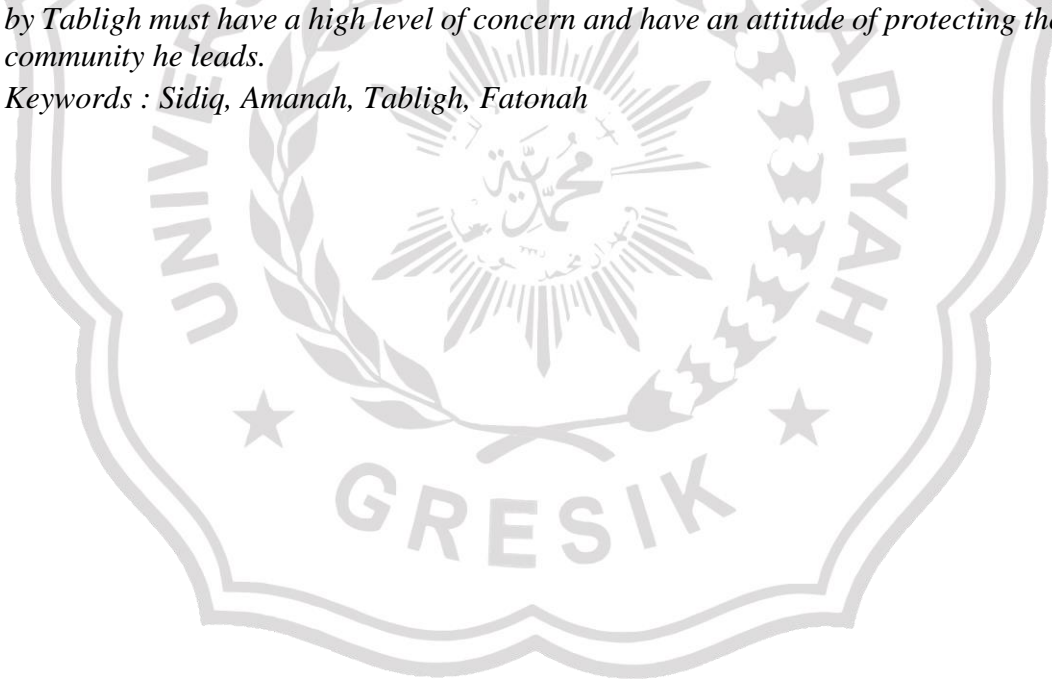 by Tabligh must have a high level of concern and have an attitude of protecting the
community he leads.
Keywords : Sidiq, Amanah, Tabligh, Fatonah
GRESIK